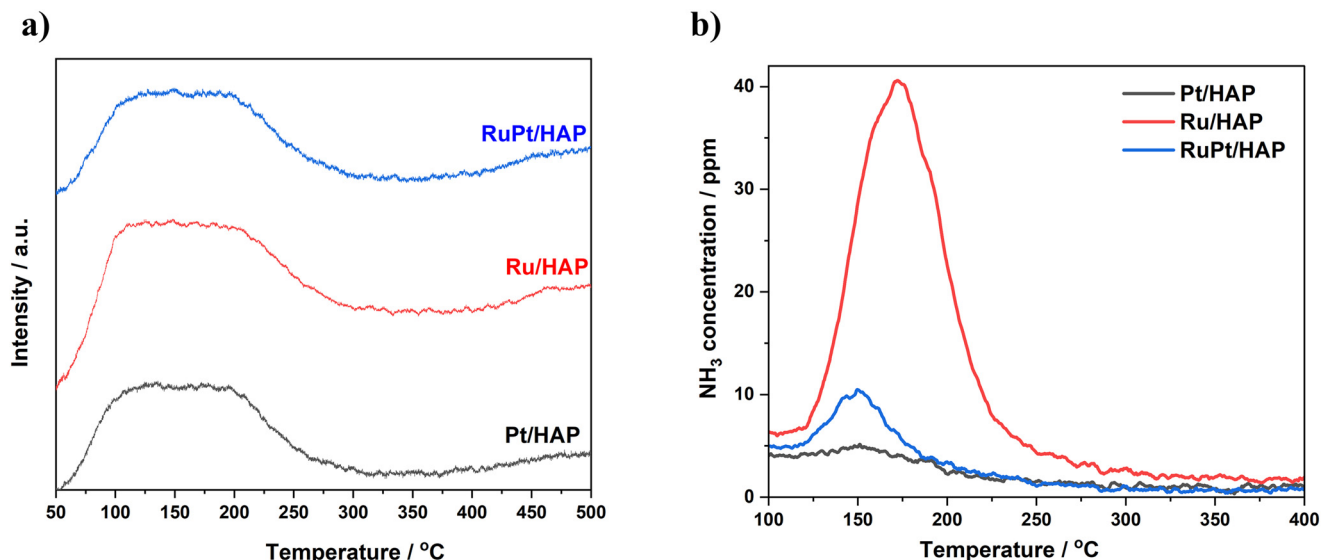 a)
Intensity / a.u.
RuPt/HAP
Ru/HAP
Pt/HAP
50 100 150 200 250 300 350 400 450 500
Temperature / °C
b)
NH₃ concentration / ppm
40
30
20
10
0
Pt/HAP
Ru/HAP
RuPt/HAP
100 150 200 250 300 350 400
Temperature / °C